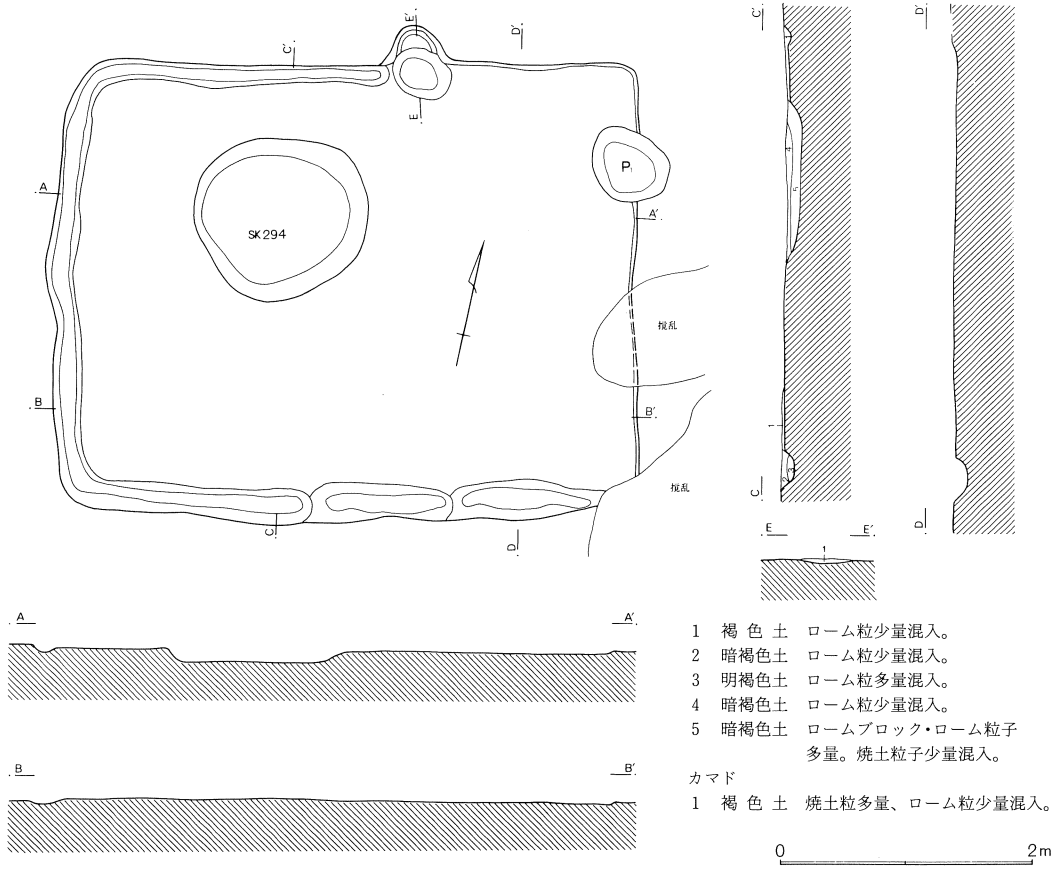 E′
D′
C′
E
A
SK294
P₁
A′
撹乱
B
B′
撹乱
C
D
C′
4
5
1
3
2
C
D′
D
E
E′
1
A
A′
B
B′
1 褐色土 ローム粒少量混入。
2 暗褐色土 ローム粒少量混入。
3 明褐色土 ローム粒多量混入。
4 暗褐色土 ローム粒少量混入。
5 暗褐色土 ロームブロック・ローム粒子
多量。焼土粒子少量混入。
カマド
1 褐色土 焼土粒多量、ローム粒少量混入。
0 2m